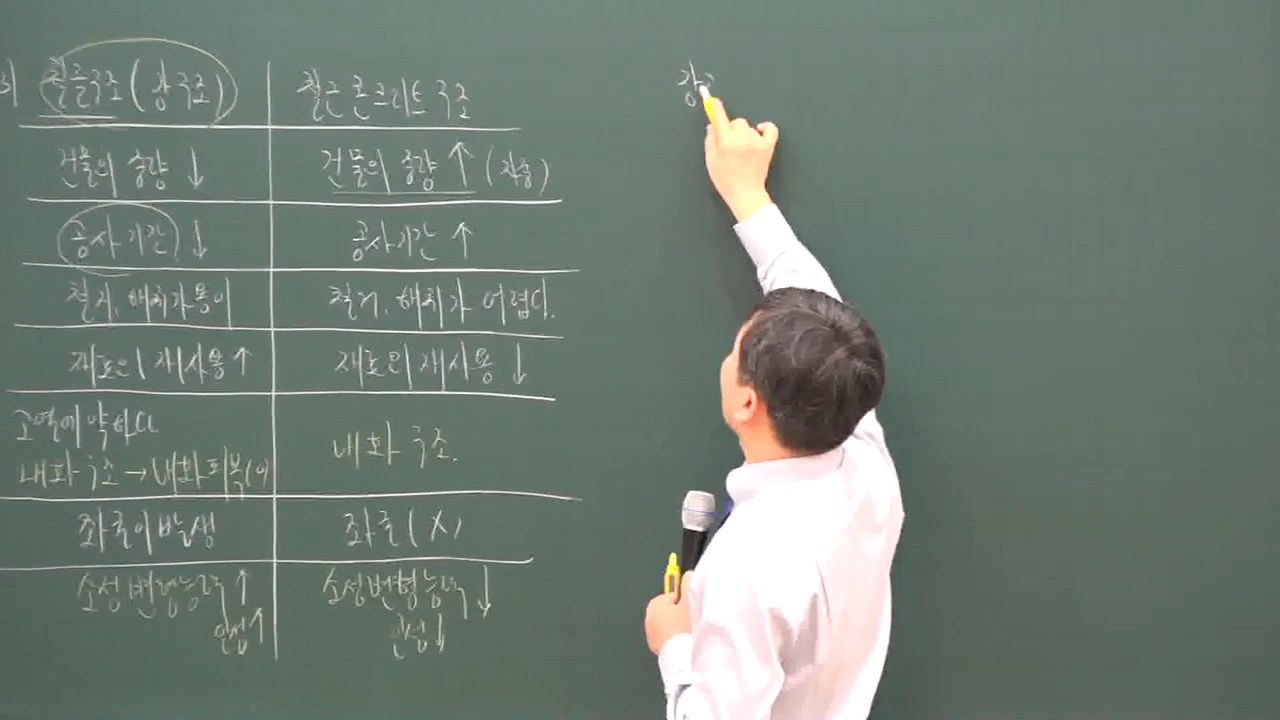 철골구조 (강구조) 철근 콘크리트 구조
건물의 중량 ↓ 건물의 중량 ↑ (자중)
공사기간 ↓ 공사기간 ↑
철거, 해체가 용이 철거, 해체가 어렵다.
재료의 재사용 ↑ 재료의 재사용 ↓
고열에 약하다
내화 구조 → 내화피복 내화 구조.
좌굴이 발생 좌굴 (X)
소성변형능력 ↑ 소성변형능력 ↓
인성 ↑ 인성 ↓
강